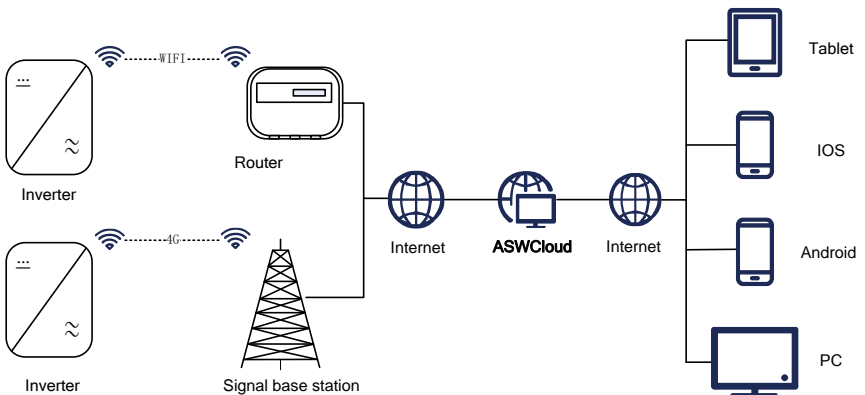 WIFI
Router
Inverter
4G
Inverter
Signal base station
Internet
ASWCloud
Internet
Tablet
IOS
Android
PC